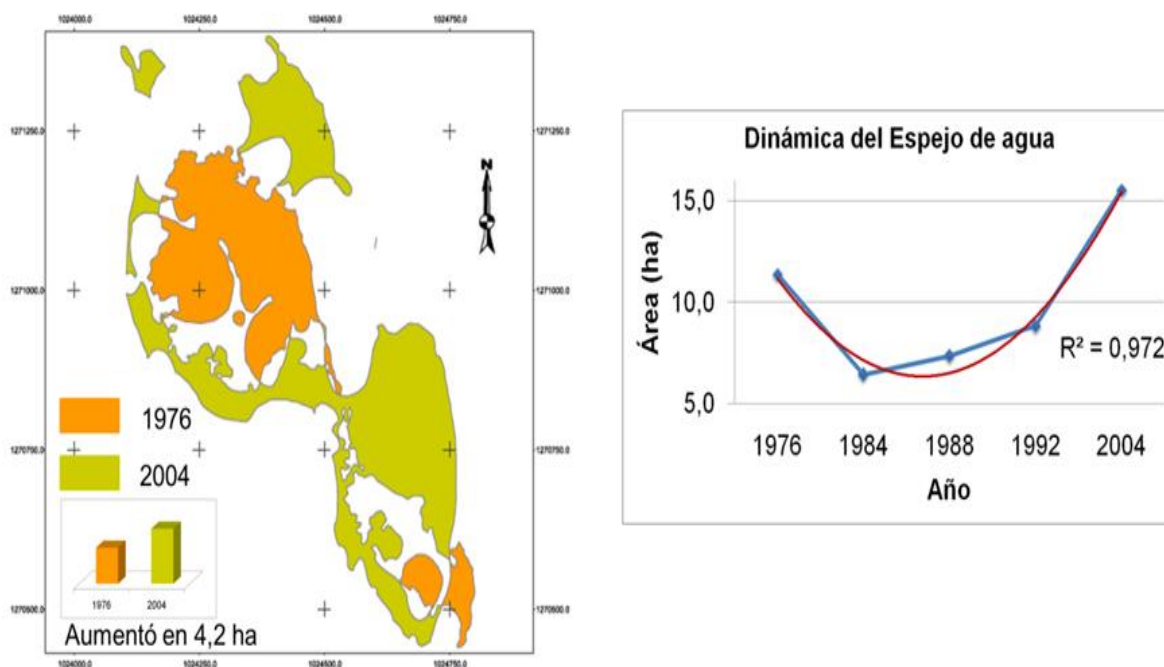 1024000.0 1024250.0 1024500.0 1024750.0
1271250.0 1271250.0
N
1271000.0 1271000.0
1976
1270750.0 1270750.0
2004
1976 2004
1270500.0 1270500.0
Aumentó en 4,2 ha
1024000.0 1024250.0 1024500.0 1024750.0
Dinámica del Espejo de agua
15,0
10,0
5,0
Área (ha)
R² = 0,972
1976 1984 1988 1992 2004
Año